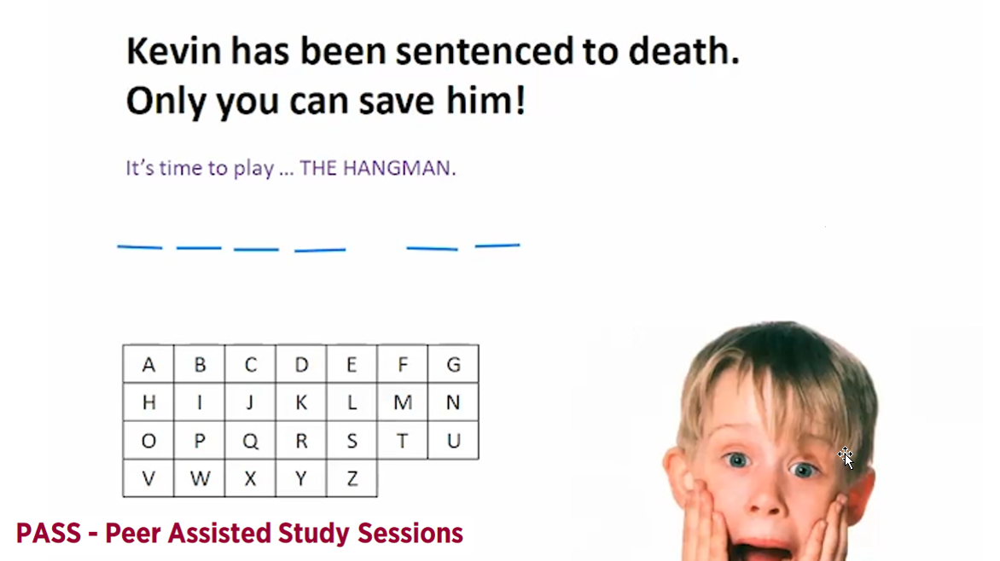 Kevin has been sentenced to death.
Only you can save him!
It's time to play ... THE HANGMAN.
A B C D E F G
H I J K L M N
O P Q R S T U
V W X Y Z
PASS - Peer Assisted Study Sessions